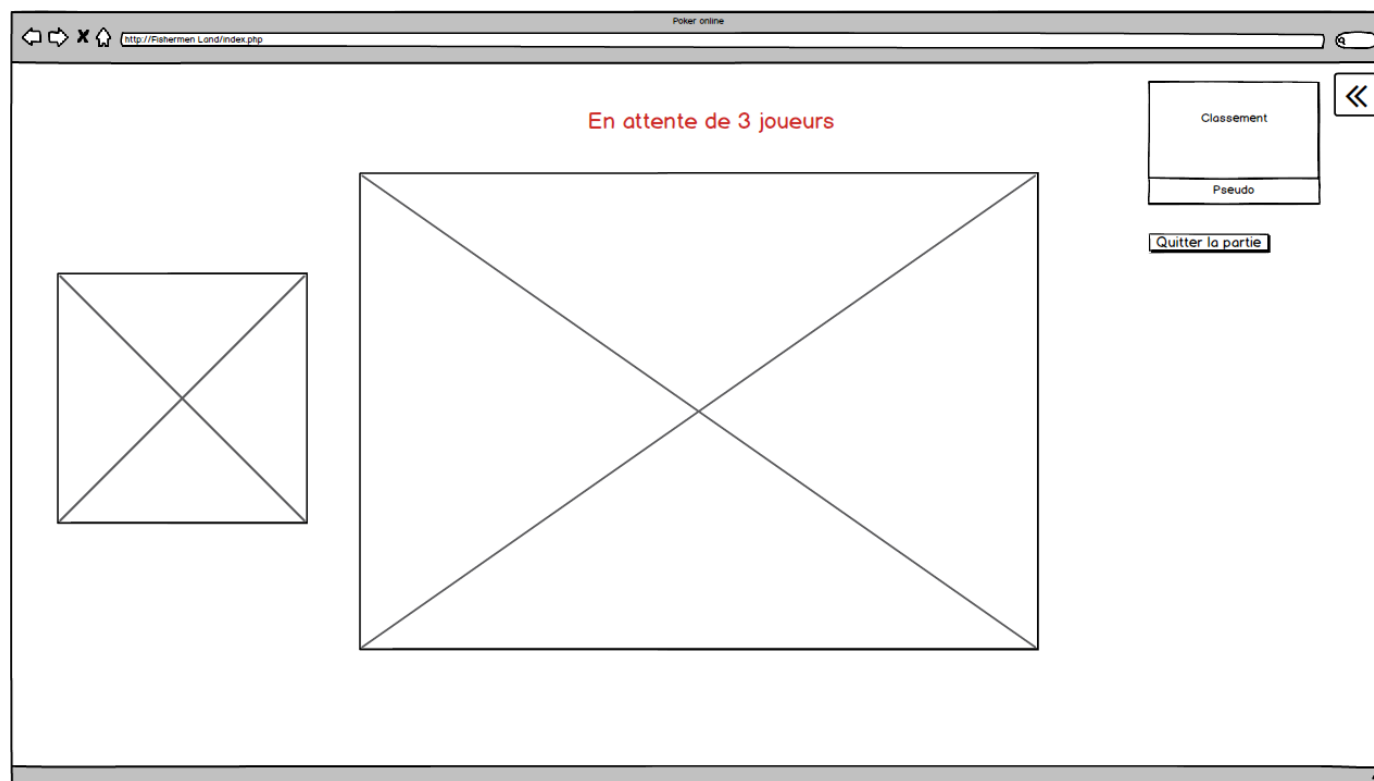 Poker online
http://Fishermen Land/index.php
En attente de 3 joueurs
Classement
Pseudo
Quitter la partie